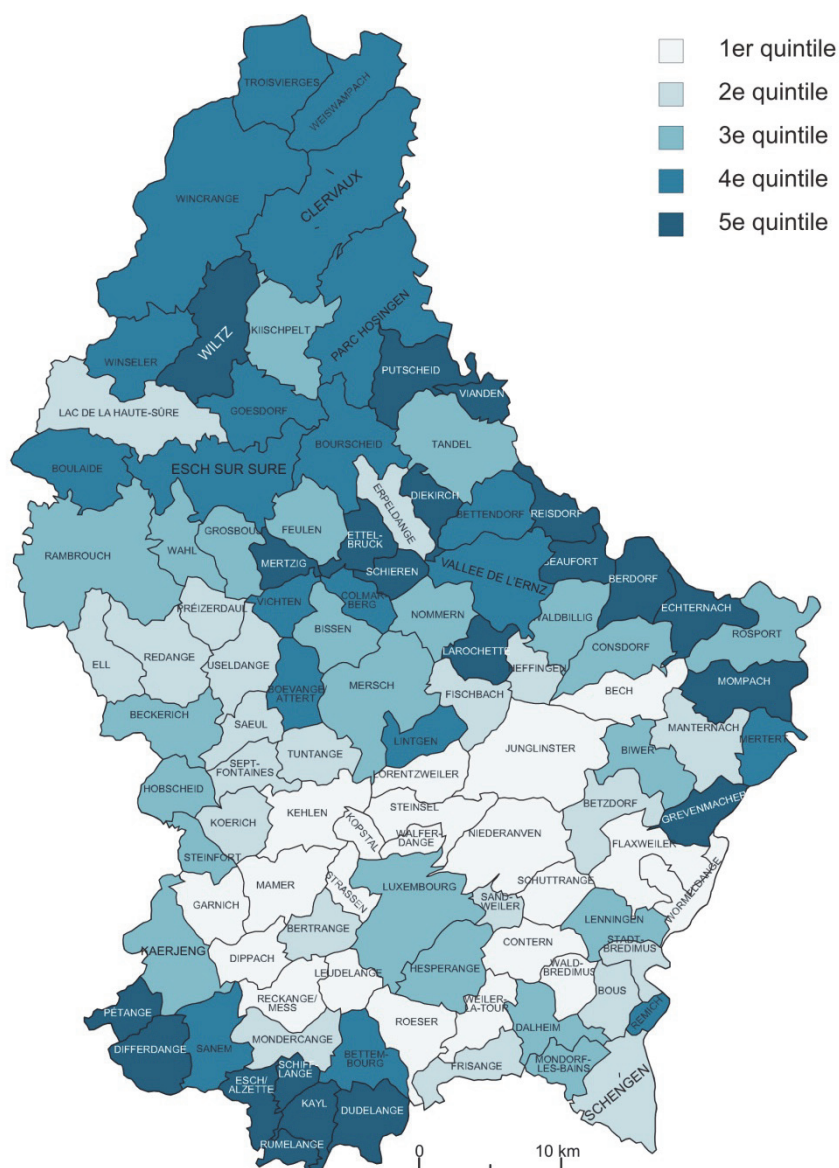 1er quintile
2e quintile
3e quintile
4e quintile
5e quintile
TROISVIERGES
WEISWAMPACH
WINCRANGE
CLERVAUX
KIISCHPELT
PARC HOSINGEN
WILTZ
WINSELER
PUTSCHEID
VIANDEN
LAC DE LA HAUTE-SÛRE
GOESDORF
BOURSCHEID
TANDEL
BOULAIDE
ESCH SUR SURE
ERPELDANGE
DIEKIRCH
BETTENDORF
REISDORF
RAMBROUCH
WAHL
GROSBOU
FEULEN
ETTEL-
BRUCK
MERTZIG
SCHIEREN
VALLEE DE L'ERNZ
BEAUFORT
BERDORF
ECHTERNACH
ROSPORT
VICHTEN
COLMAR
BERG
PRÉIZERDAUL
BISSEN
NOMMERN
WALDBILLIG
CONSDORF
ELL
REDANGE
USELDANGE
LAROCHETTE
HEFFINGEN
MOMPACH
BOEVANGE/
ATTERT
MERSCH
FISCHBACH
BECH
BECKERICH
SAEUL
LINTGEN
JUNGLINSTER
MANTERNACH
MERTERT
BIWER
SEPT-
FONTAINES
TUNTANGE
HOBSCHEID
LORENTZWEILER
KOERICH
KEHLEN
STEINSEL
BETZDORF
GREVENMACHER
KOPSTAL
WALFER-
DANGE
NIEDERANVEN
FLAXWEILER
STEINFORT
MAMER
STRASSEN
LUXEMBOURG
SCHUTTRANGE
WORMELDANGE
GARNICH
SAND-
WEILER
LENNINGEN
BERTRANGE
STADT-
BREDIMUS
KAERJENG
DIPPACH
HESPERANGE
CONTERN
LEUDELANGE
WALD-
BREDIMUS
BOUS
PÉTANGE
RECKANGE/
MESS
WEILER-
LA-TOUR
REMICH
ROESER
DALHEIM
DIFFERDANGE
SANEM
MONDERCANGE
BETTEM-
BOURG
FRISANGE
MONDORF-
LES-BAINS
SCHENGEN
SCHIFF
LANGE
ESCH/
ALZETTE
KAYL
DUDELANGE
RUMELANGE
0 10 km